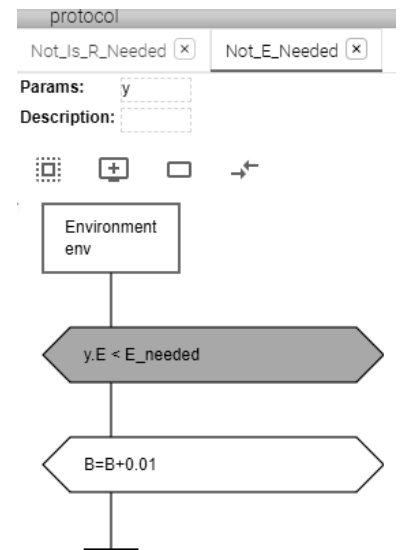 protocol
Not_Is_R_Needed
Not_E_Needed
Params: y
Description:
Environment
env
y.E < E_needed
B=B+0.01